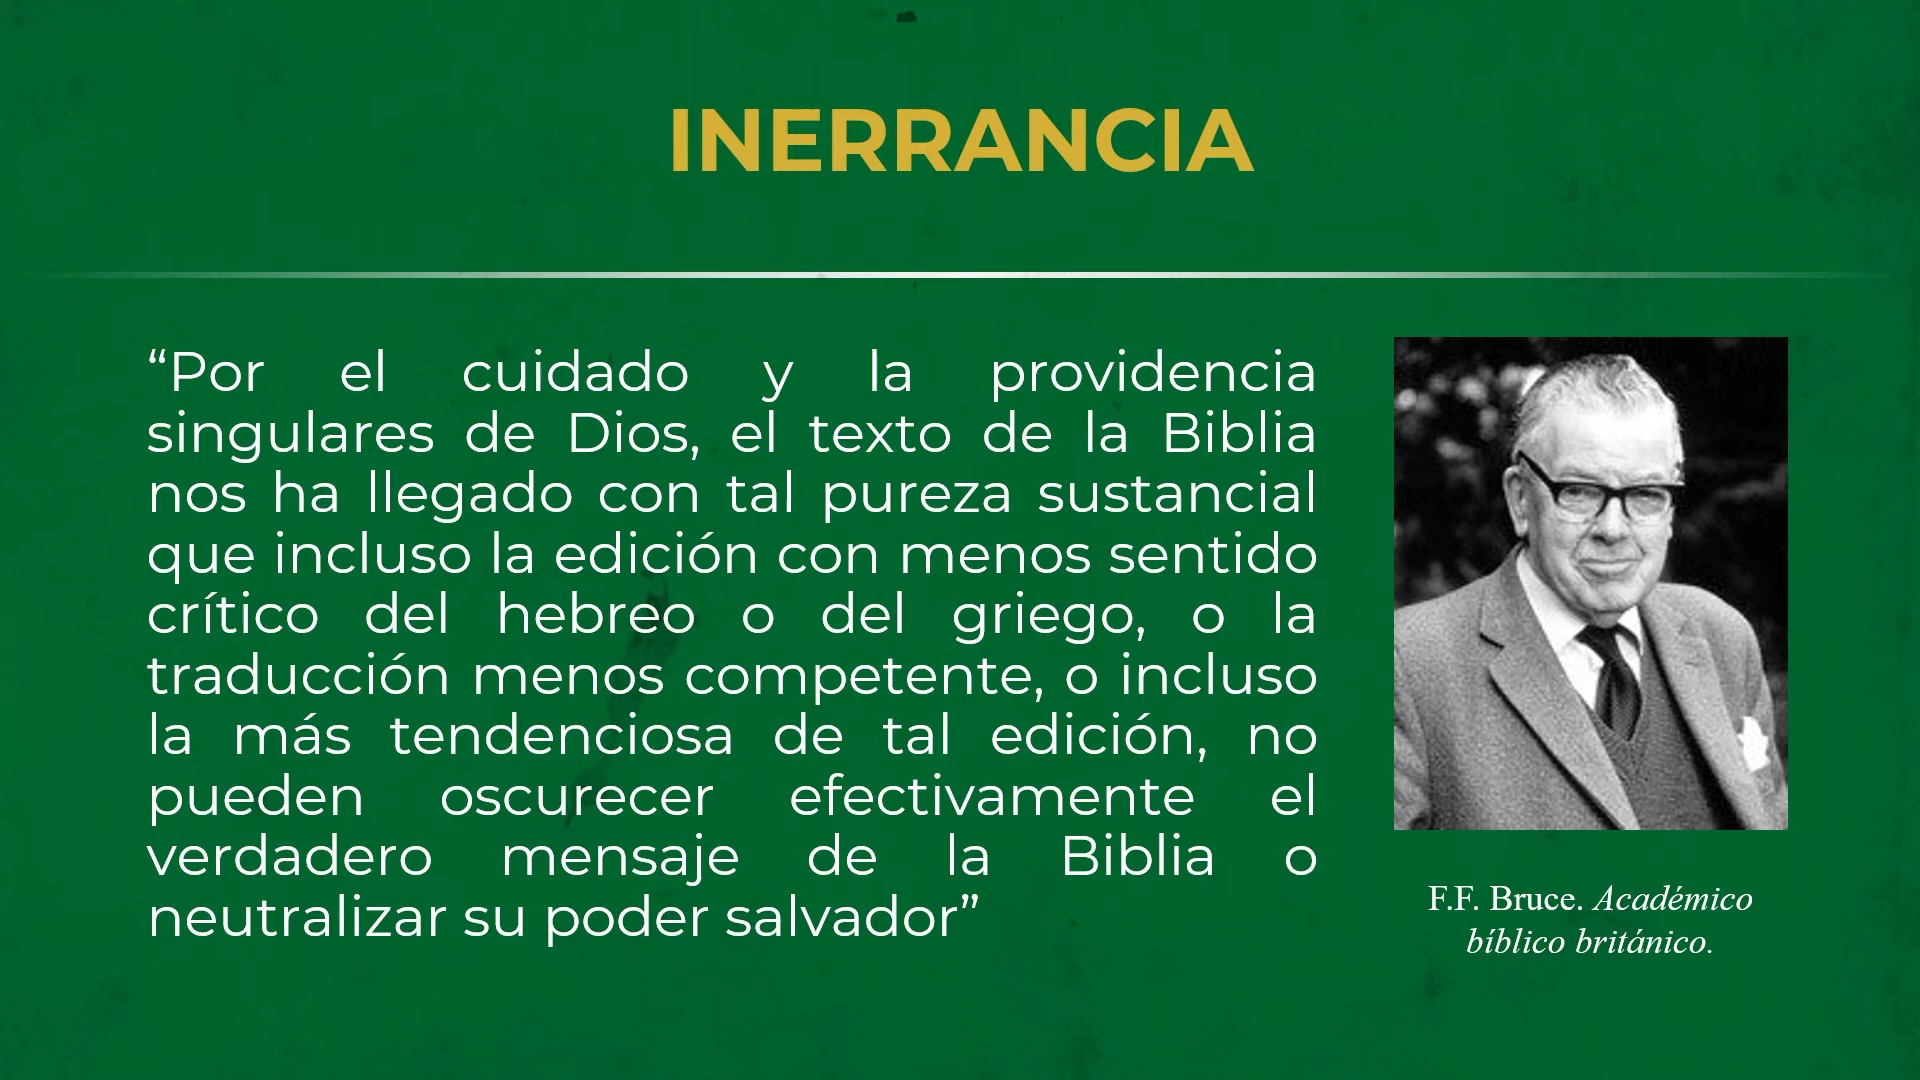 INERRANCIA
“Por el cuidado y la providencia
singulares de Dios, el texto de la Biblia
nos ha llegado con tal pureza sustancial
que incluso la edición con menos sentido
crítico del hebreo o del griego, o la
traducción menos competente, o incluso
la más tendenciosa de tal edición, no
pueden oscurecer efectivamente el
verdadero mensaje de la Biblia o
neutralizar su poder salvador”
F.F. Bruce. Académico
bíblico británico.